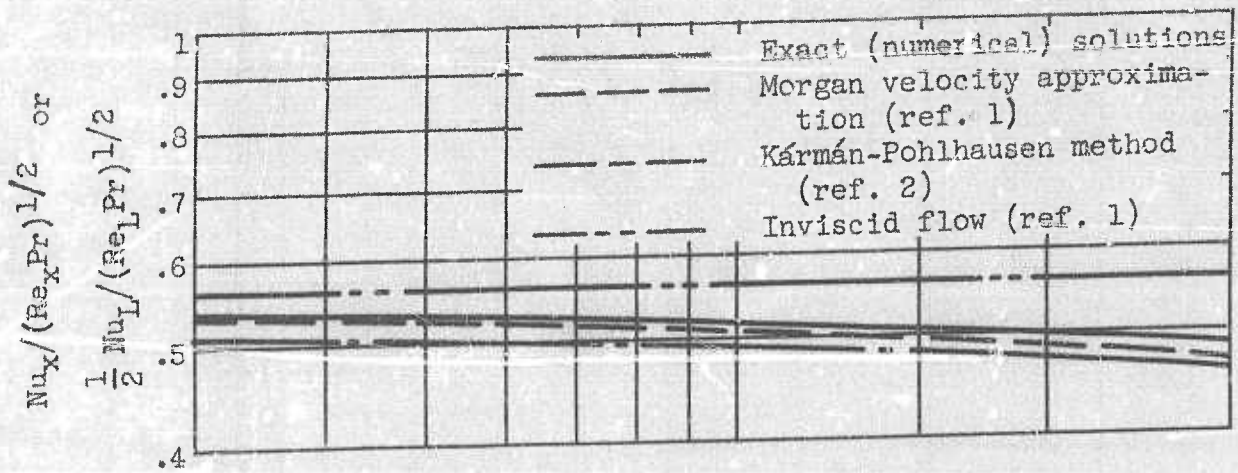 Nu_x/(Re_xPr)^1/2 or
1/2 Nu_L/(Re_LPr)^1/2
1
.9
.8
.7
.6
.5
.4
Exact (numerical) solutions
Morgan velocity approxima-
tion (ref. 1)
Kármán-Pohlhausen method
(ref. 2)
Inviscid flow (ref. 1)